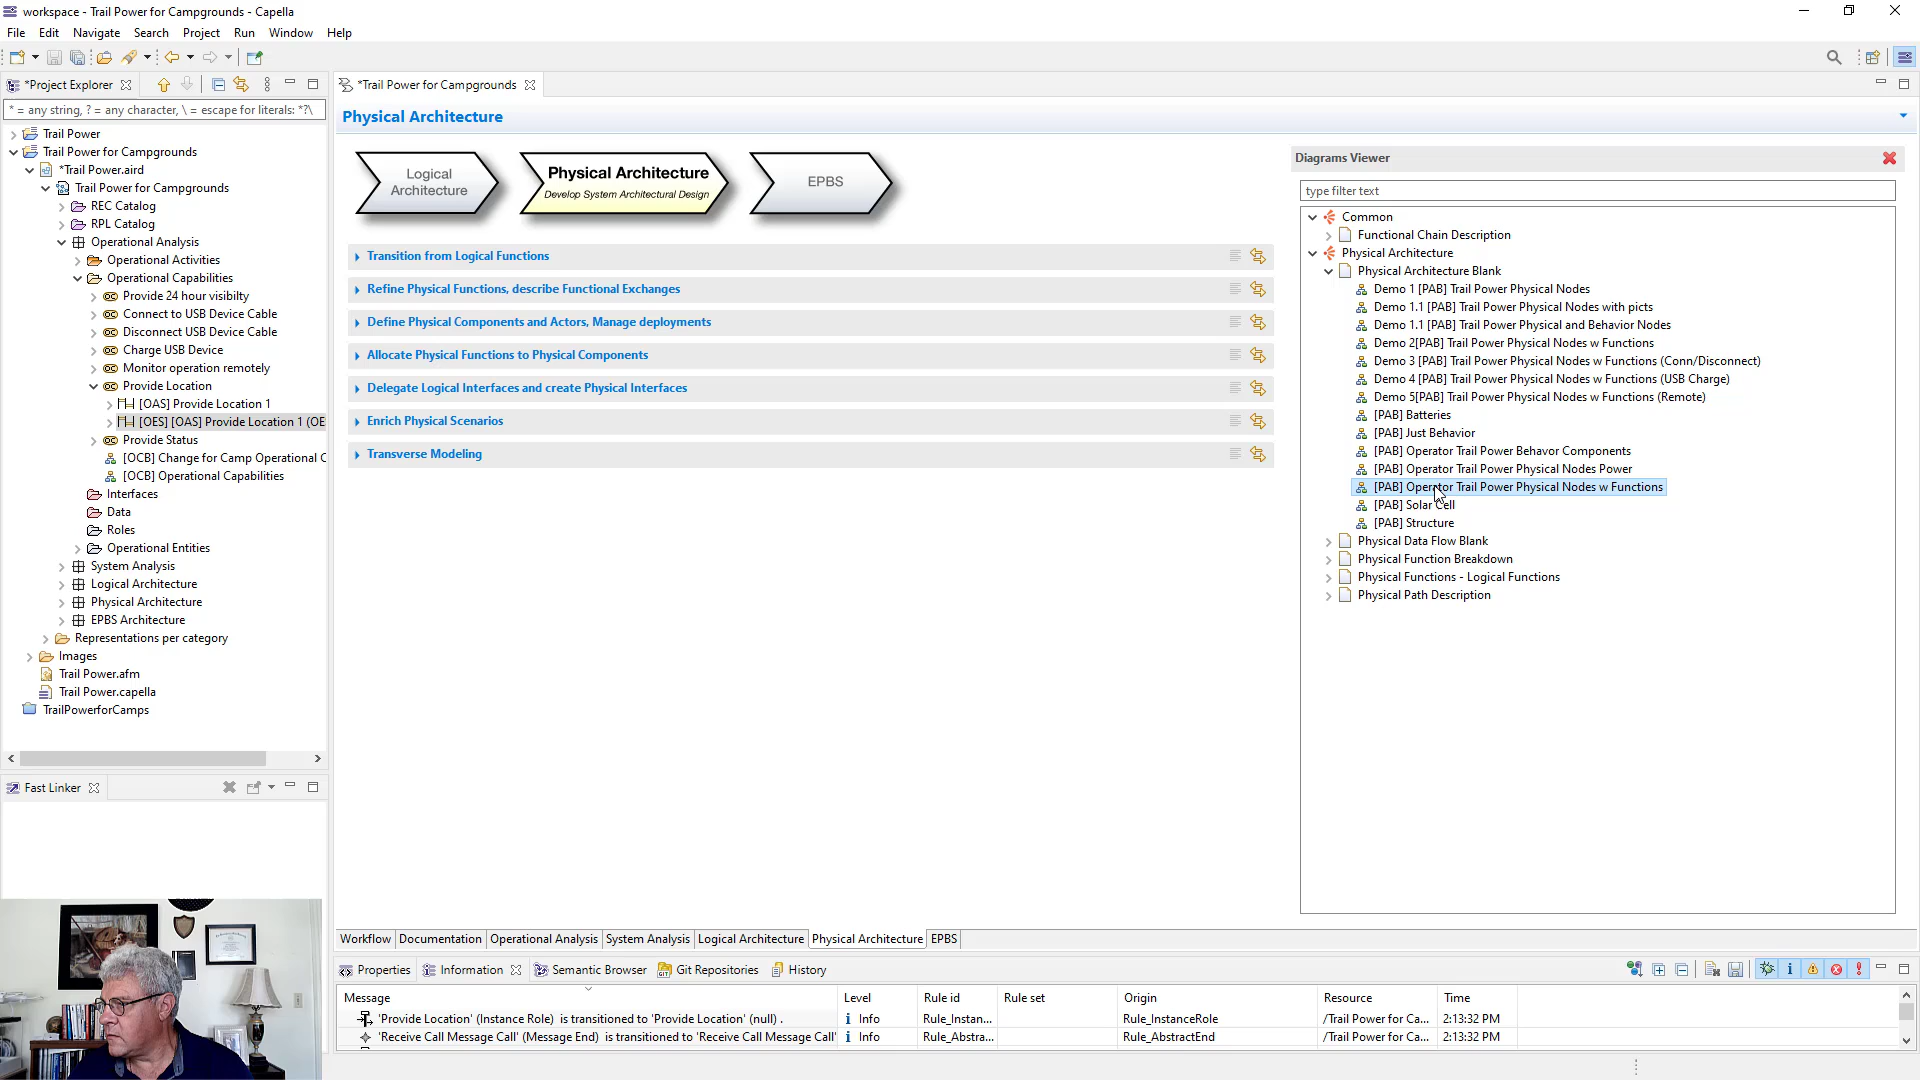 workspace - Trail Power for Campgrounds - Capella
File Edit Navigate Search Project Run Window Help
*Project Explorer
* = any string, ? = any character, \ = escape for literals: *?\
Trail Power
Trail Power for Campgrounds
*Trail Power.aird
Trail Power for Campgrounds
REC Catalog
RPL Catalog
Operational Analysis
Operational Activities
Operational Capabilities
Provide 24 hour visibilty
Connect to USB Device Cable
Disconnect USB Device Cable
Charge USB Device
Monitor operation remotely
Provide Location
[OAS] Provide Location 1
[OES] [OAS] Provide Location 1 (OE
Provide Status
[OCB] Change for Camp Operational C
[OCB] Operational Capabilities
Interfaces
Data
Roles
Operational Entities
System Analysis
Logical Architecture
Physical Architecture
EPBS Architecture
Representations per category
Images
Trail Power.afm
Trail Power.capella
TrailPowerforCamps
Fast Linker
*Trail Power for Campgrounds
Physical Architecture
Logical
Architecture
Physical Architecture
Develop System Architectural Design
EPBS
Transition from Logical Functions
Refine Physical Functions, describe Functional Exchanges
Define Physical Components and Actors, Manage deployments
Allocate Physical Functions to Physical Components
Delegate Logical Interfaces and create Physical Interfaces
Enrich Physical Scenarios
Transverse Modeling
Diagrams Viewer
type filter text
Common
Functional Chain Description
Physical Architecture
Physical Architecture Blank
Demo 1 [PAB] Trail Power Physical Nodes
Demo 1.1 [PAB] Trail Power Physical Nodes with picts
Demo 1.1 [PAB] Trail Power Physical and Behavior Nodes
Demo 2[PAB] Trail Power Physical Nodes w Functions
Demo 3 [PAB] Trail Power Physical Nodes w Functions (Conn/Disconnect)
Demo 4 [PAB] Trail Power Physical Nodes w Functions (USB Charge)
Demo 5[PAB] Trail Power Physical Nodes w Functions (Remote)
[PAB] Batteries
[PAB] Just Behavior
[PAB] Operator Trail Power Behavor Components
[PAB] Operator Trail Power Physical Nodes Power
[PAB] Operator Trail Power Physical Nodes w Functions
[PAB] Solar Cell
[PAB] Structure
Physical Data Flow Blank
Physical Function Breakdown
Physical Functions - Logical Functions
Physical Path Description
Workflow Documentation Operational Analysis System Analysis Logical Architecture Physical Architecture EPBS
Properties Information Semantic Browser Git Repositories History
Message Level Rule id Rule set Origin Resource Time
'Provide Location' (Instance Role) is transitioned to 'Provide Location' (null) . Info Rule_Instan... Rule_InstanceRole /Trail Power for Ca... 2:13:32 PM
'Receive Call Message Call' (Message End) is transitioned to 'Receive Call Message Call' Info Rule_Abstra... Rule_AbstractEnd /Trail Power for Ca... 2:13:32 PM